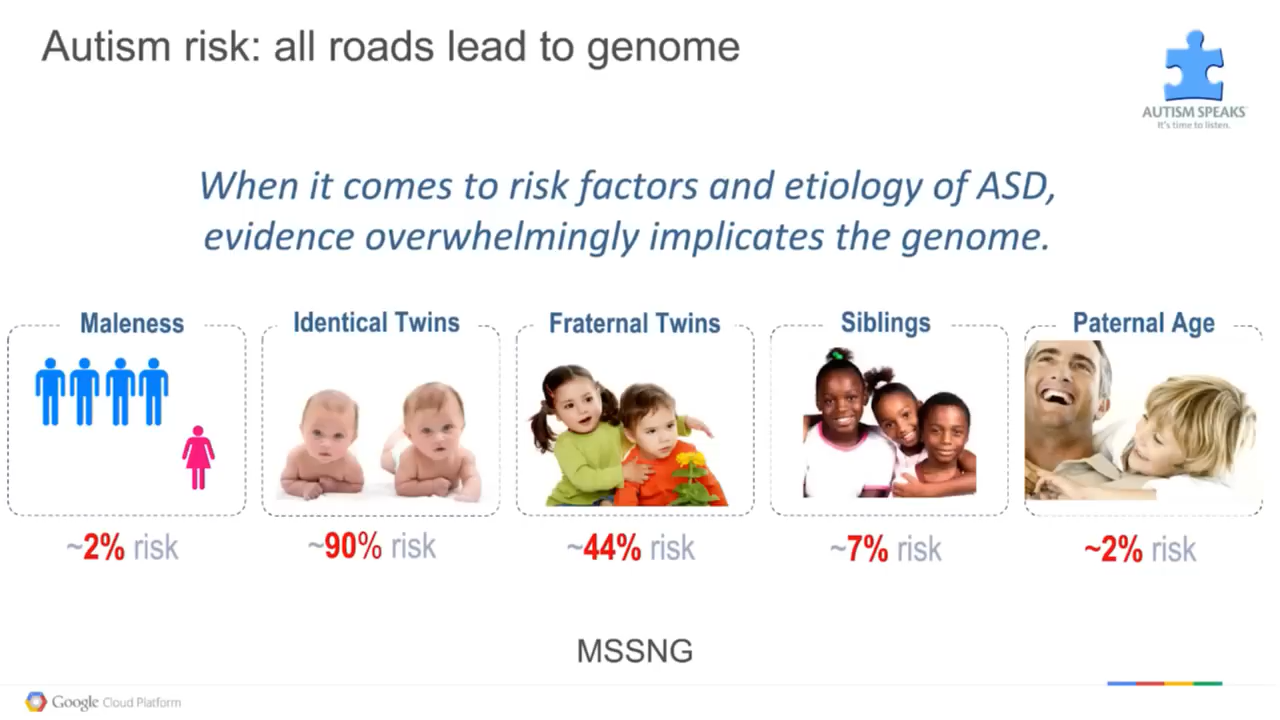 Autism risk: all roads lead to genome
AUTISM SPEAKS
It's time to listen.
When it comes to risk factors and etiology of ASD,
evidence overwhelmingly implicates the genome.
Maleness
Identical Twins
Fraternal Twins
Siblings
Paternal Age
~2% risk
~90% risk
~44% risk
~7% risk
~2% risk
MSSNG
Google Cloud Platform